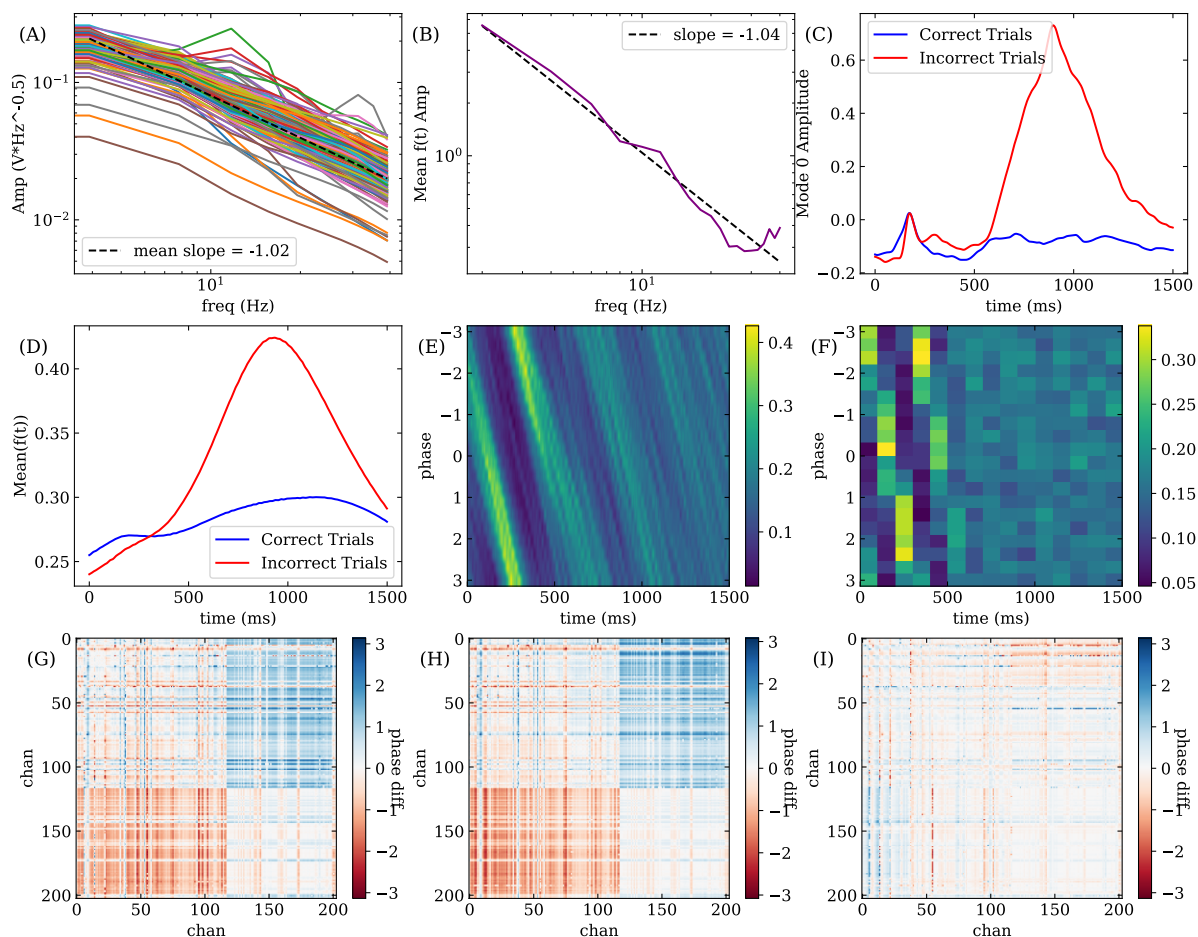 (A)
Amp (V*Hz^-0.5)
10^-1
10^-2
mean slope = -1.02
10^1
freq (Hz)
(B)
Mean f(t) Amp
10^0
slope = -1.04
10^1
freq (Hz)
(C)
Mode 0 Amplitude
Correct Trials
Incorrect Trials
0.6
0.4
0.2
0.0
−0.2
0 500 1000 1500
time (ms)
(D)
Mean(f(t))
0.40
0.35
0.30
0.25
Correct Trials
Incorrect Trials
0 500 1000 1500
time (ms)
(E)
phase
-3
-2
-1
0
1
2
3
0 500 1000 1500
time (ms)
0.4
0.3
0.2
0.1
(F)
phase
-3
-2
-1
0
1
2
3
0 500 1000 1500
time (ms)
0.30
0.25
0.20
0.15
0.10
0.05
(G)
chan
0
50
100
150
200
0 50 100 150 200
chan
phase diff.
3
2
1
0
−1
−2
−3
(H)
chan
0
50
100
150
200
0 50 100 150 200
chan
phase diff.
3
2
1
0
−1
−2
−3
(I)
chan
0
50
100
150
200
0 50 100 150 200
chan
phase diff.
3
2
1
0
−1
−2
−3